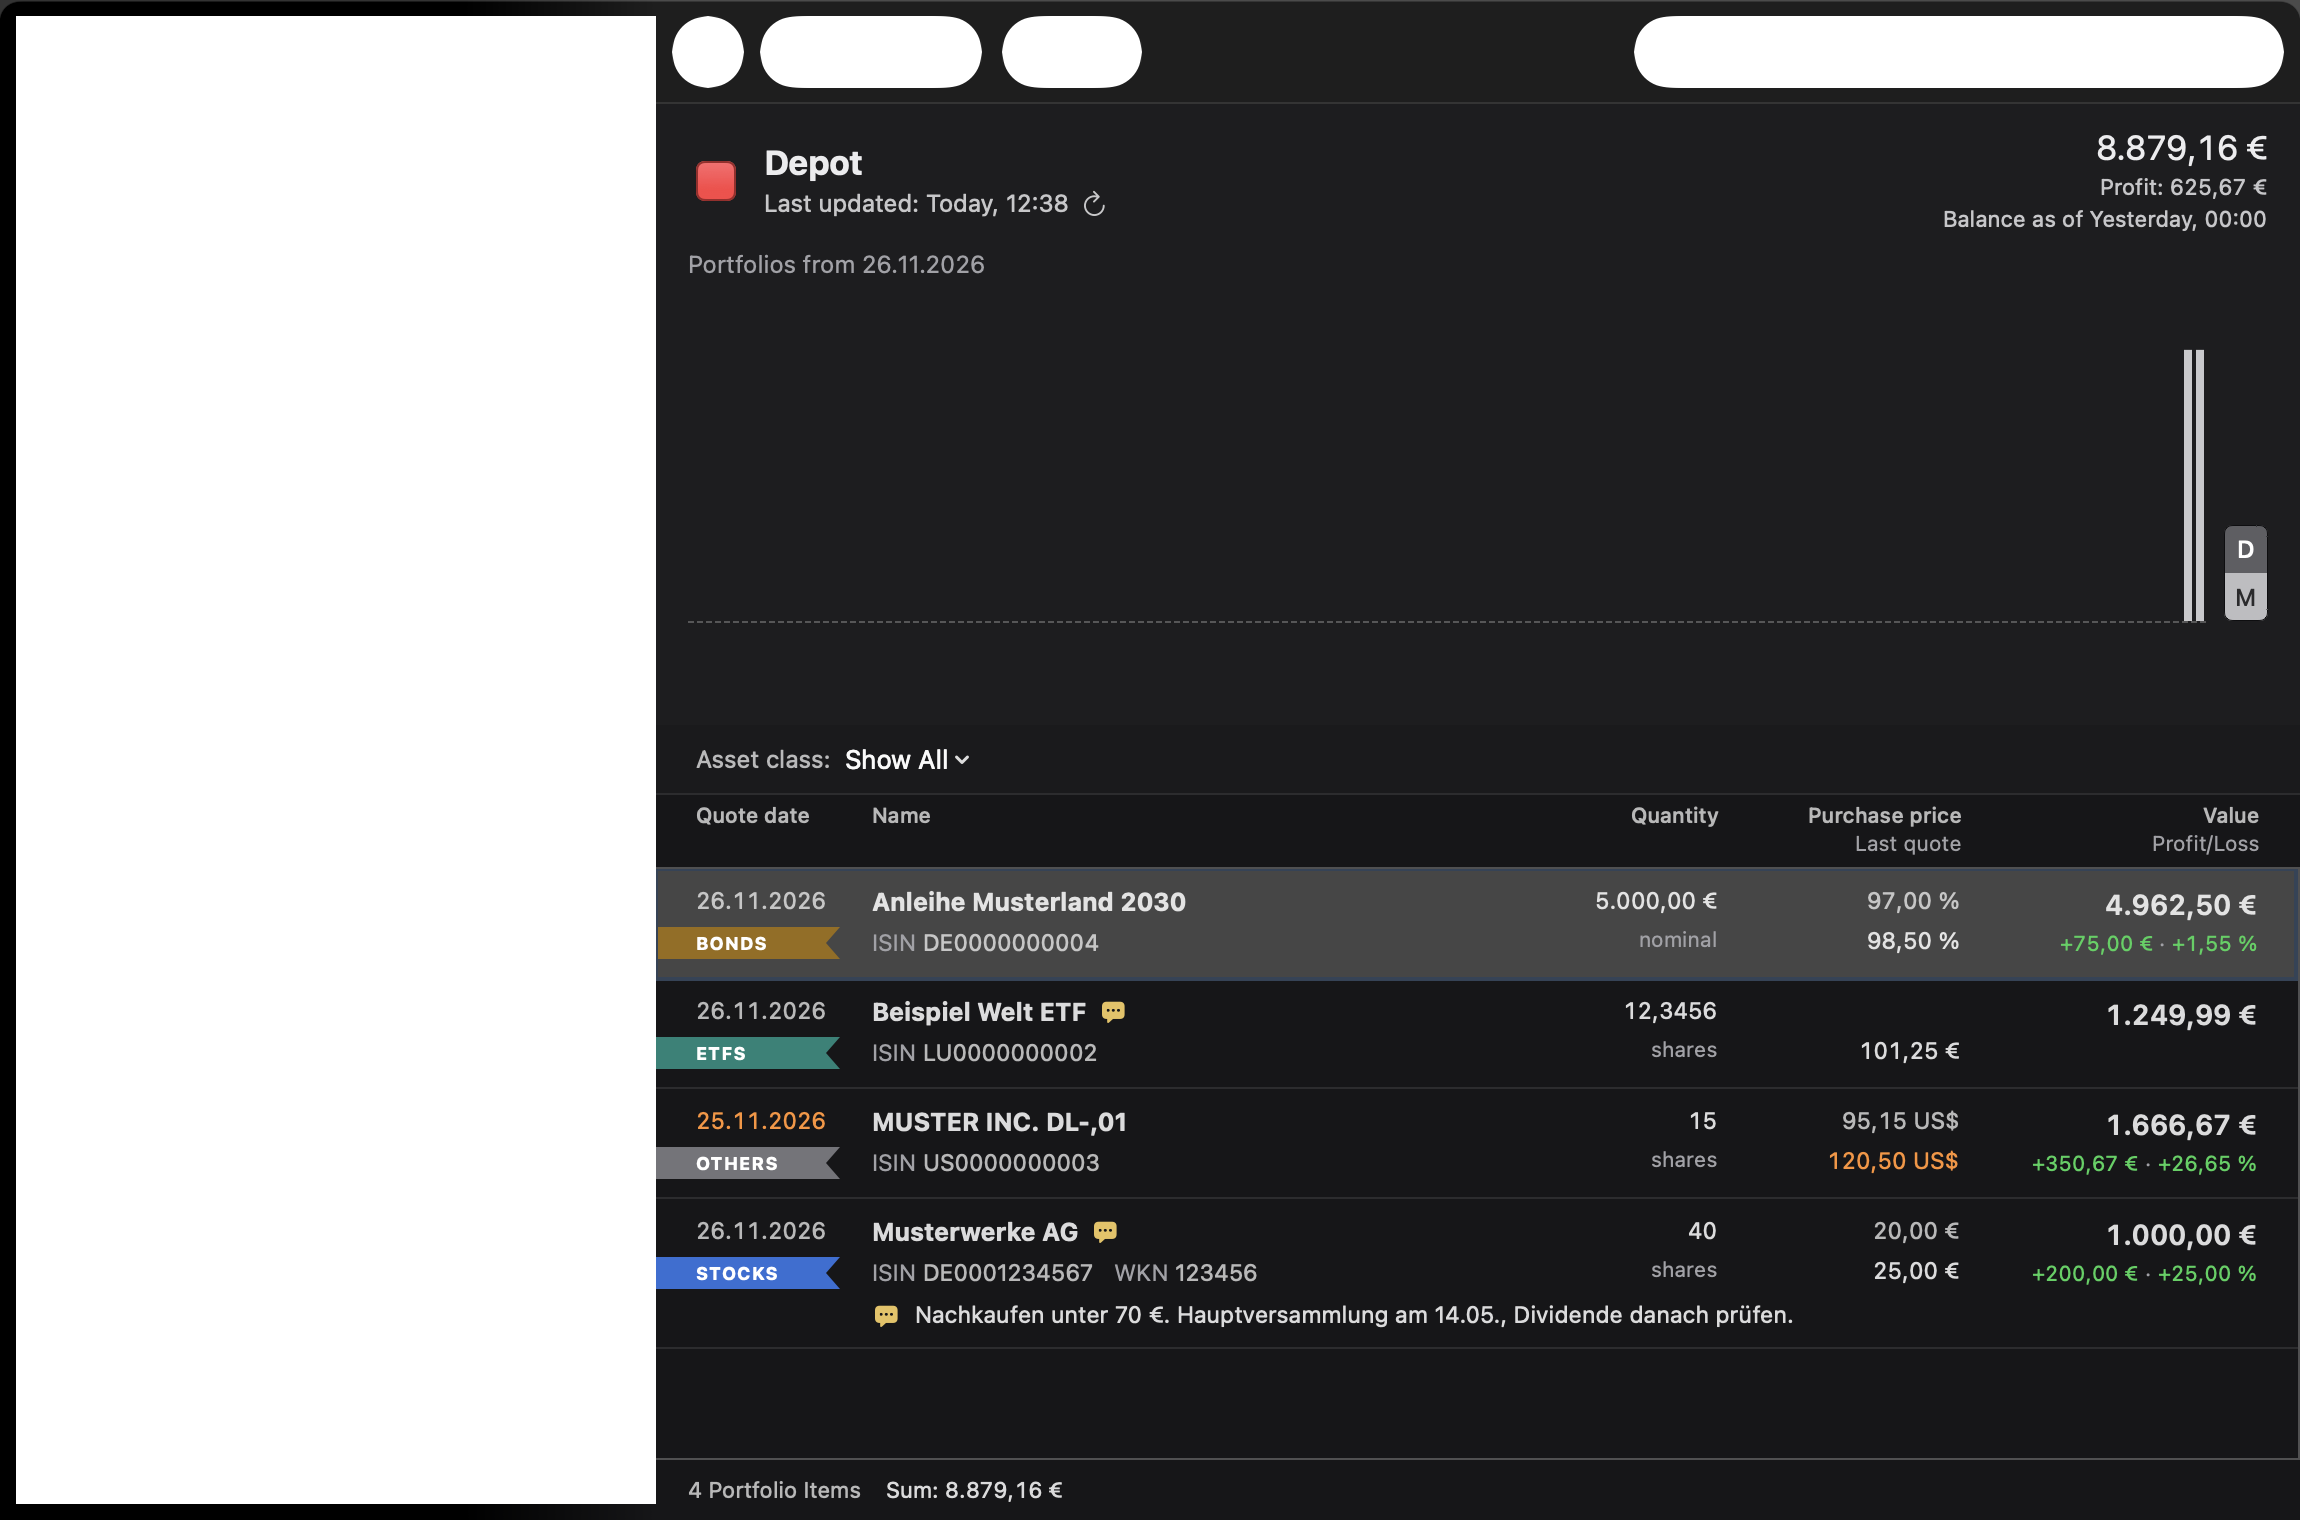 Depot
Last updated: Today, 12:38
8.879,16 €
Profit: 625,67 €
Balance as of Yesterday, 00:00
Portfolios from 26.11.2026
D
M
Asset class: Show All
Quote date Name Quantity Purchase price Value
Last quote Profit/Loss
26.11.2026 Anleihe Musterland 2030 5.000,00 € 97,00 % 4.962,50 €
BONDS ISIN DE0000000004 nominal 98,50 % +75,00 € · +1,55 %
26.11.2026 Beispiel Welt ETF 12,3456 1.249,99 €
ETFS ISIN LU0000000002 shares 101,25 €
25.11.2026 MUSTER INC. DL-,01 15 95,15 US$ 1.666,67 €
OTHERS ISIN US0000000003 shares 120,50 US$ +350,67 € · +26,65 %
26.11.2026 Musterwerke AG 40 20,00 € 1.000,00 €
STOCKS ISIN DE0001234567 WKN 123456 shares 25,00 € +200,00 € · +25,00 %
Nachkaufen unter 70 €. Hauptversammlung am 14.05., Dividende danach prüfen.
4 Portfolio Items Sum: 8.879,16 €